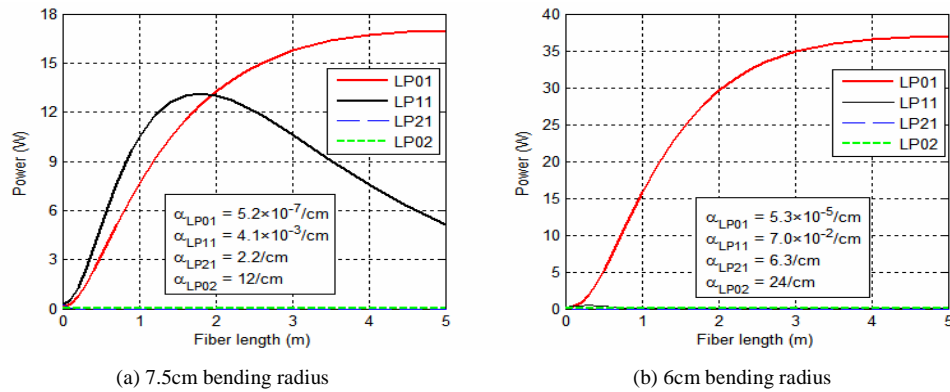 18
15
12
9
6
3
0
Power (W)
LP01
LP11
LP21
LP02
αLP01 = 5.2×10⁻⁷/cm
αLP11 = 4.1×10⁻³/cm
αLP21 = 2.2/cm
αLP02 = 12/cm
0 1 2 3 4 5
Fiber length (m)
(a) 7.5cm bending radius
40
35
30
25
20
15
10
5
0
Power (W)
LP01
LP11
LP21
LP02
αLP01 = 5.3×10⁻⁵/cm
αLP11 = 7.0×10⁻²/cm
αLP21 = 6.3/cm
αLP02 = 24/cm
0 1 2 3 4 5
Fiber length (m)
(b) 6cm bending radius